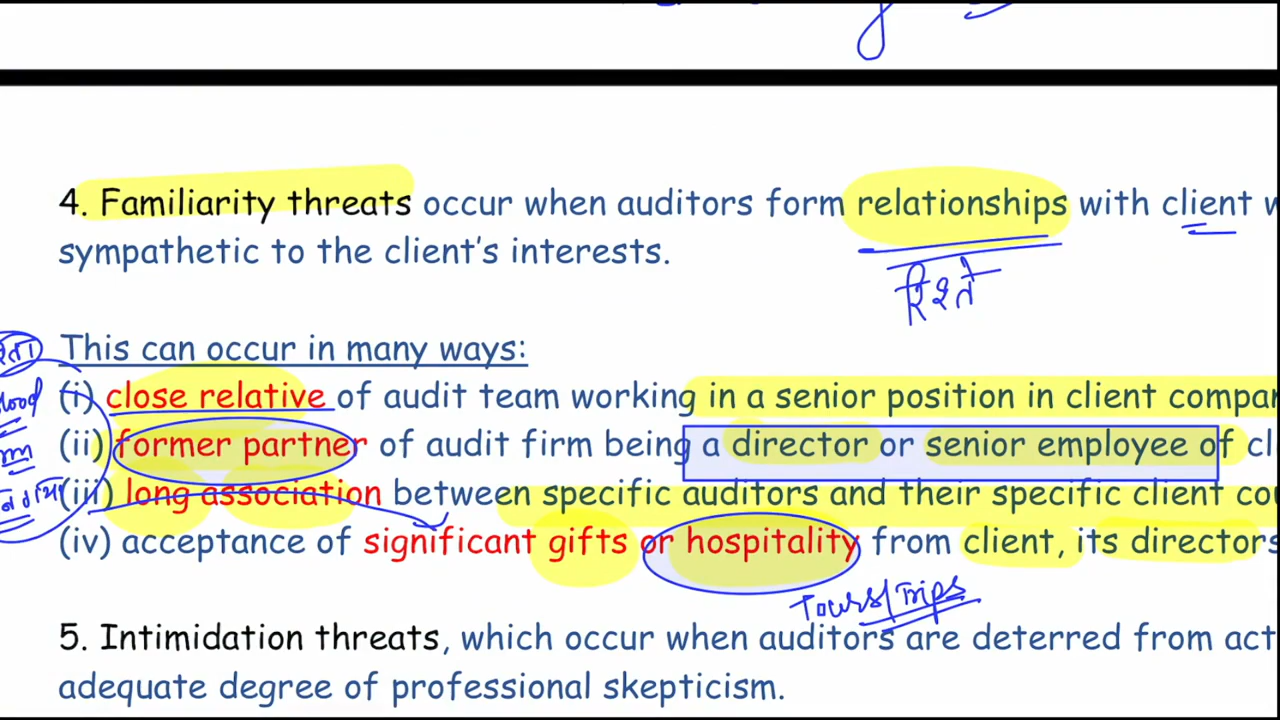 4. Familiarity threats occur when auditors form relationships with client
sympathetic to the client's interests.
रिश्ते
This can occur in many ways:
(i) close relative of audit team working in a senior position in client compan
(ii) former partner of audit firm being a director or senior employee of cl
(iii) long association between specific auditors and their specific client co
(iv) acceptance of significant gifts or hospitality from client, its directors
Tours/Trips
5. Intimidation threats, which occur when auditors are deterred from act
adequate degree of professional skepticism.